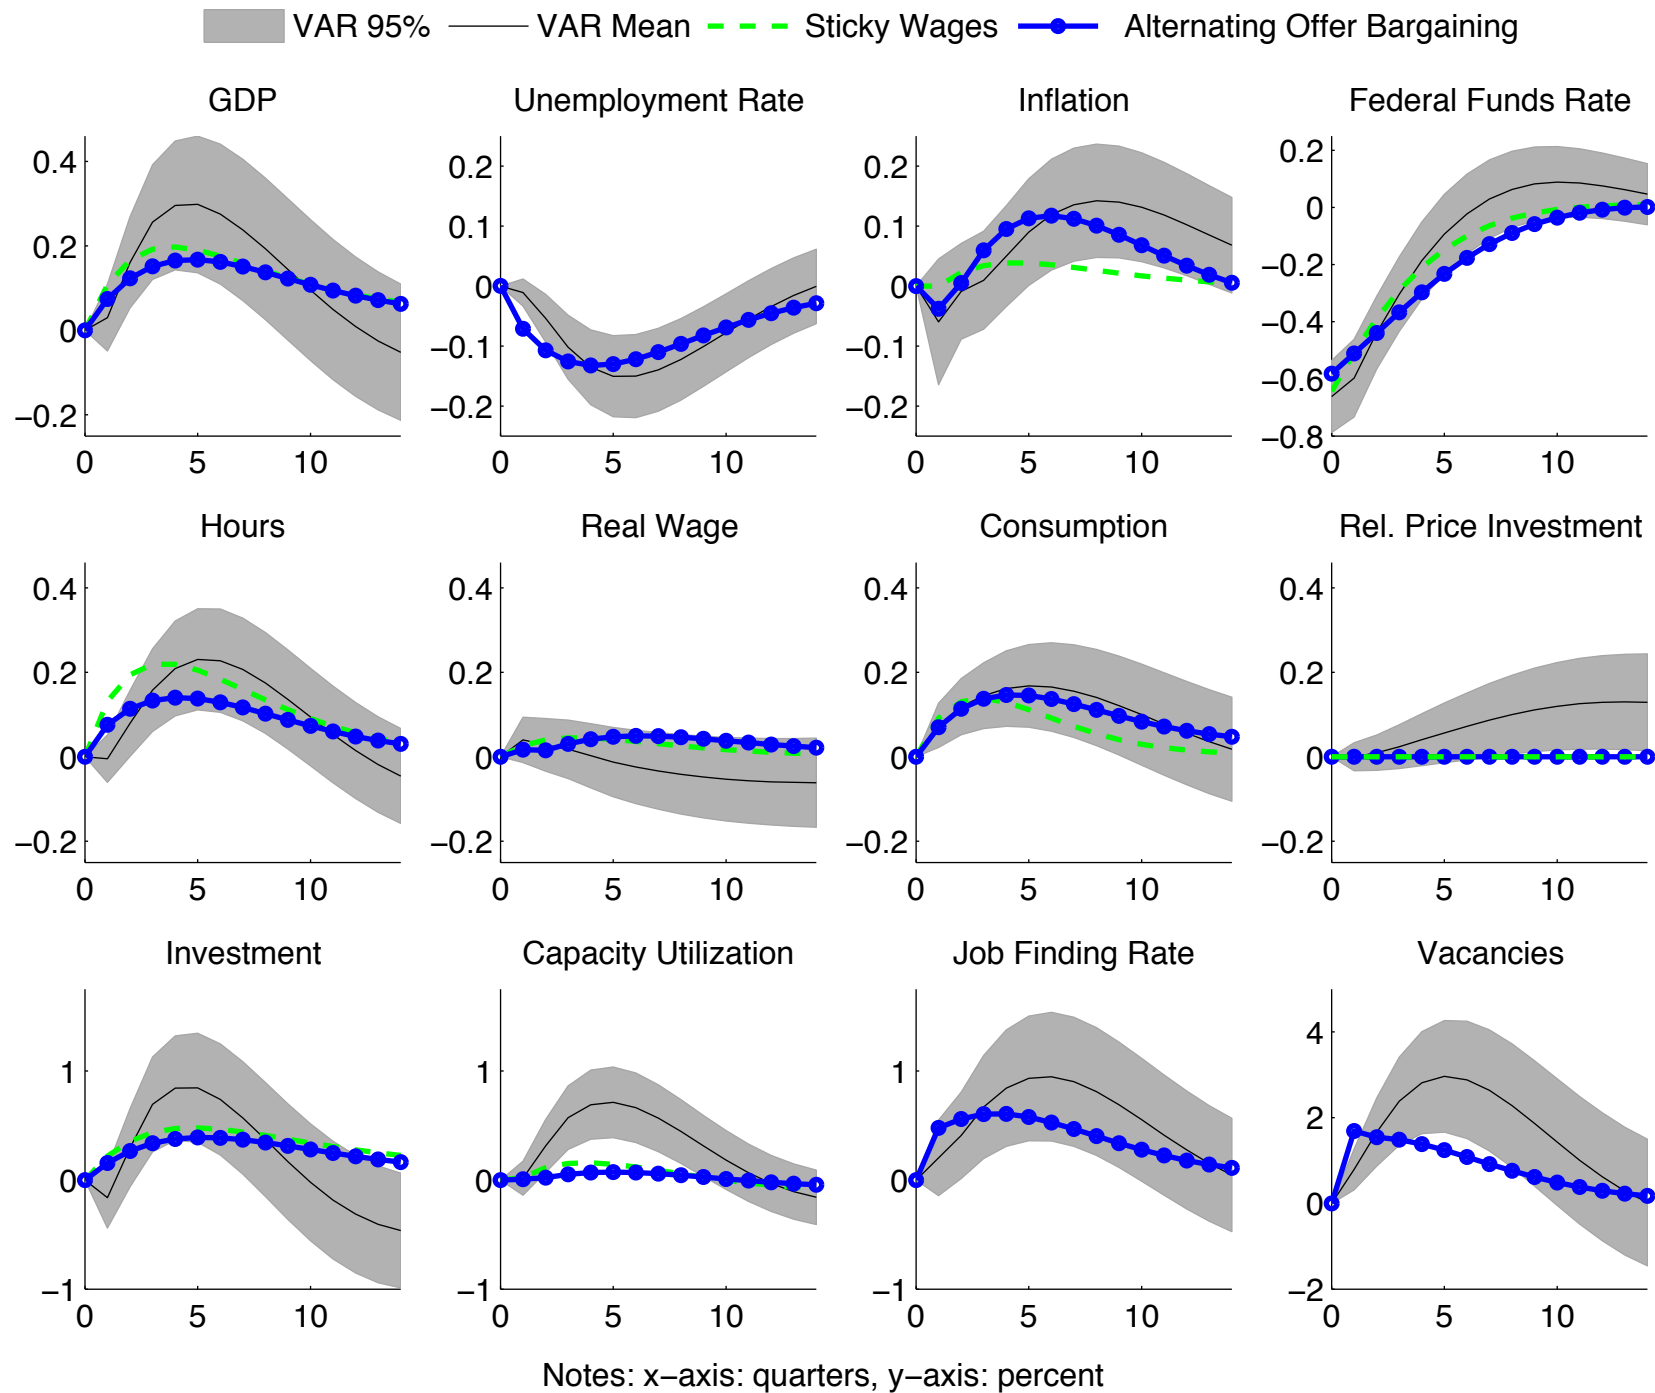 VAR 95% VAR Mean Sticky Wages Alternating Offer Bargaining
GDP Unemployment Rate Inflation Federal Funds Rate
0.4
0.2
0
−0.2
0 5 10
0.2
0.1
0
−0.1
−0.2
0 5 10
0.2
0.1
0
−0.1
−0.2
0 5 10
0.2
0
−0.2
−0.4
−0.6
−0.8
0 5 10
Hours Real Wage Consumption Rel. Price Investment
0.4
0.2
0
−0.2
0 5 10
0.4
0.2
0
−0.2
0 5 10
0.4
0.2
0
−0.2
0 5 10
0.4
0.2
0
−0.2
0 5 10
Investment Capacity Utilization Job Finding Rate Vacancies
1
0
−1
0 5 10
1
0
−1
0 5 10
1
0
−1
0 5 10
4
2
0
−2
0 5 10
Notes: x−axis: quarters, y−axis: percent